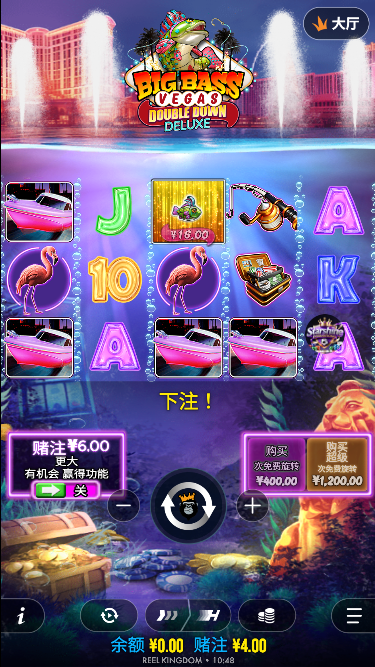 大厅
BIG BASS
VEGAS
DOUBLE DOWN
DELUXE
J
¥16.00
A
10
K
A
下注！
赌注¥6.00
更大
有机会 赢得功能
关
购买
次免费旋转
¥400.00
购买
超级
次免费旋转
¥1,200.00
余额 ¥0.00 赌注 ¥4.00
REEL KINGDOM • 10:48